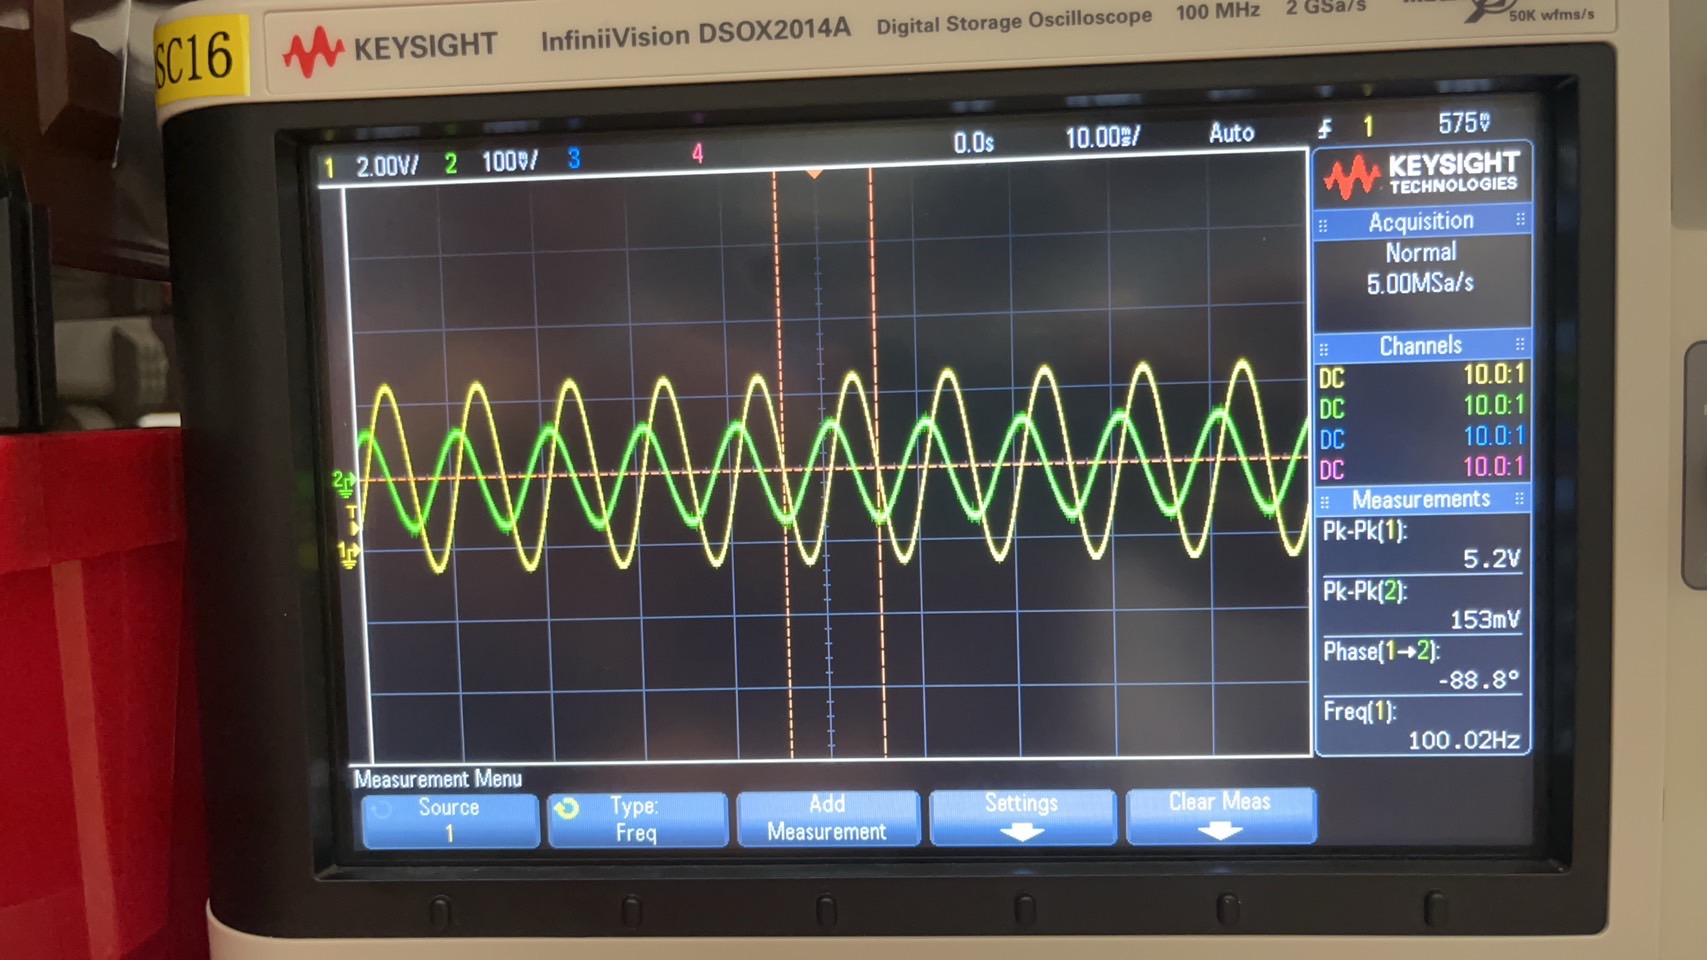 SC16
KEYSIGHT InfiniiVision DSOX2014A Digital Storage Oscilloscope 100 MHz 2 GSa/s
50K wfms/s
1 2.00V/ 2 100mV/ 3 4 0.0s 10.00ms/ Auto 1 575mV
KEYSIGHT
TECHNOLOGIES
Acquisition
Normal
5.00MSa/s
Channels
DC 10.0:1
DC 10.0:1
DC 10.0:1
DC 10.0:1
Measurements
Pk-Pk(1):
5.2V
Pk-Pk(2):
153mV
Phase(1→2):
-88.8°
Freq(1):
100.02Hz
2
T
1
Measurement Menu
Source
1
Type:
Freq
Add
Measurement
Settings
Clear Meas